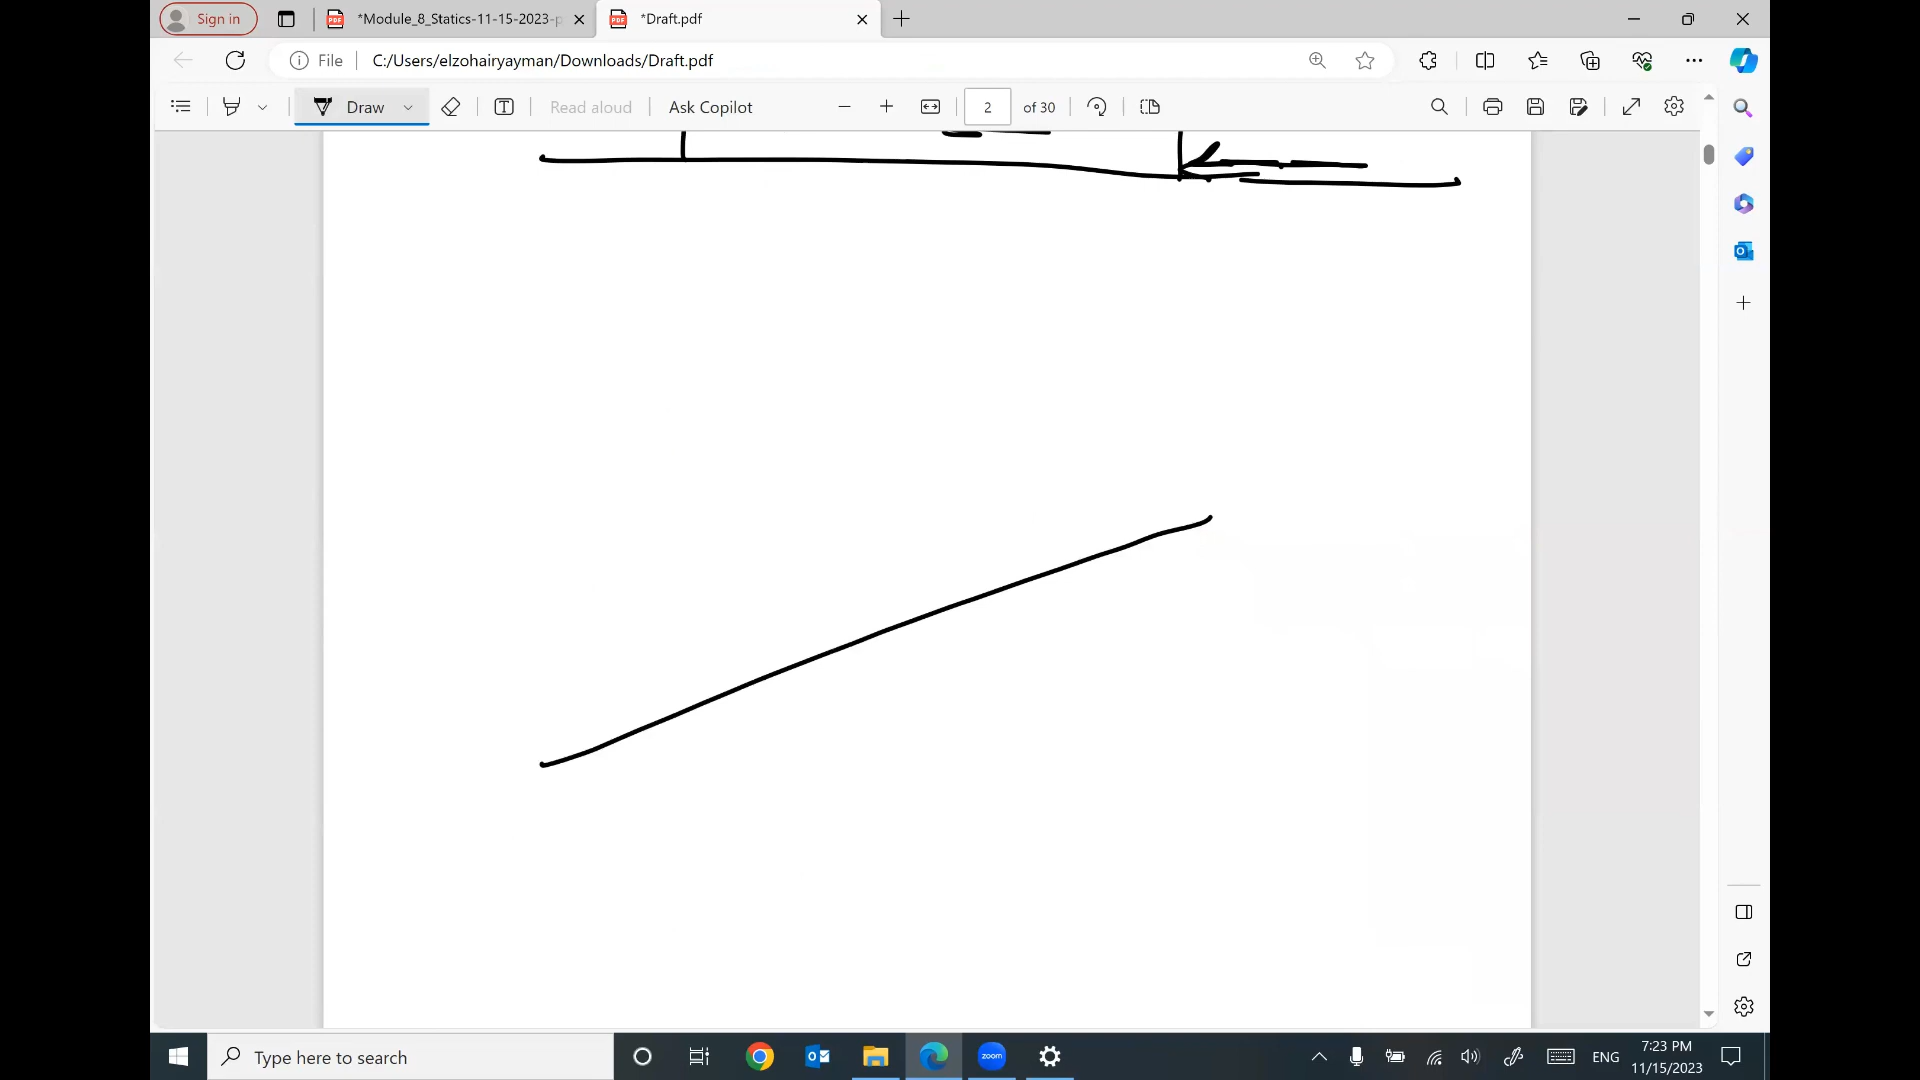 Sign in
*Module_8_Statics-11-15-2023-p
*Draft.pdf
File
C:/Users/elzohairyayman/Downloads/Draft.pdf
Draw
Read aloud
Ask Copilot
2
of 30
Type here to search
zoom
ENG
7:23 PM
11/15/2023